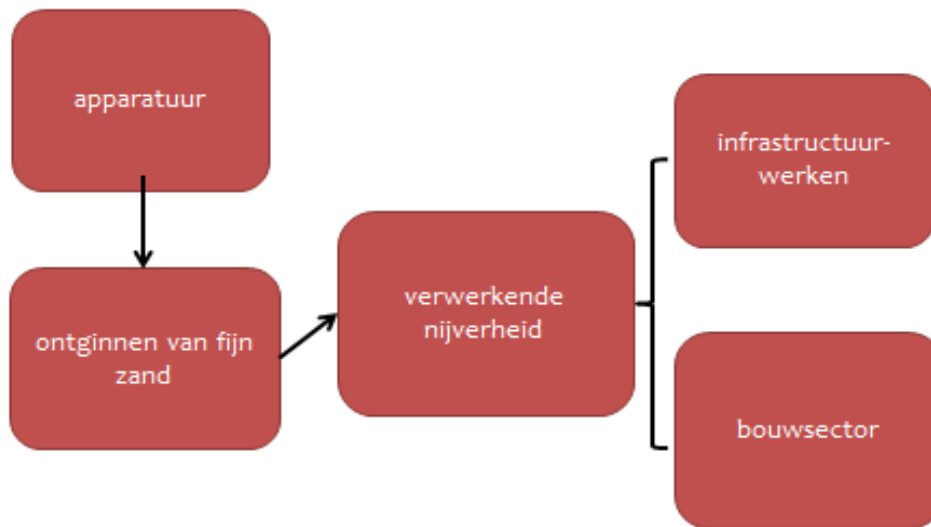 apparatuur
ontginnen van fijn
zand
verwerkende
nijverheid
infrastructuur-
werken
bouwsector